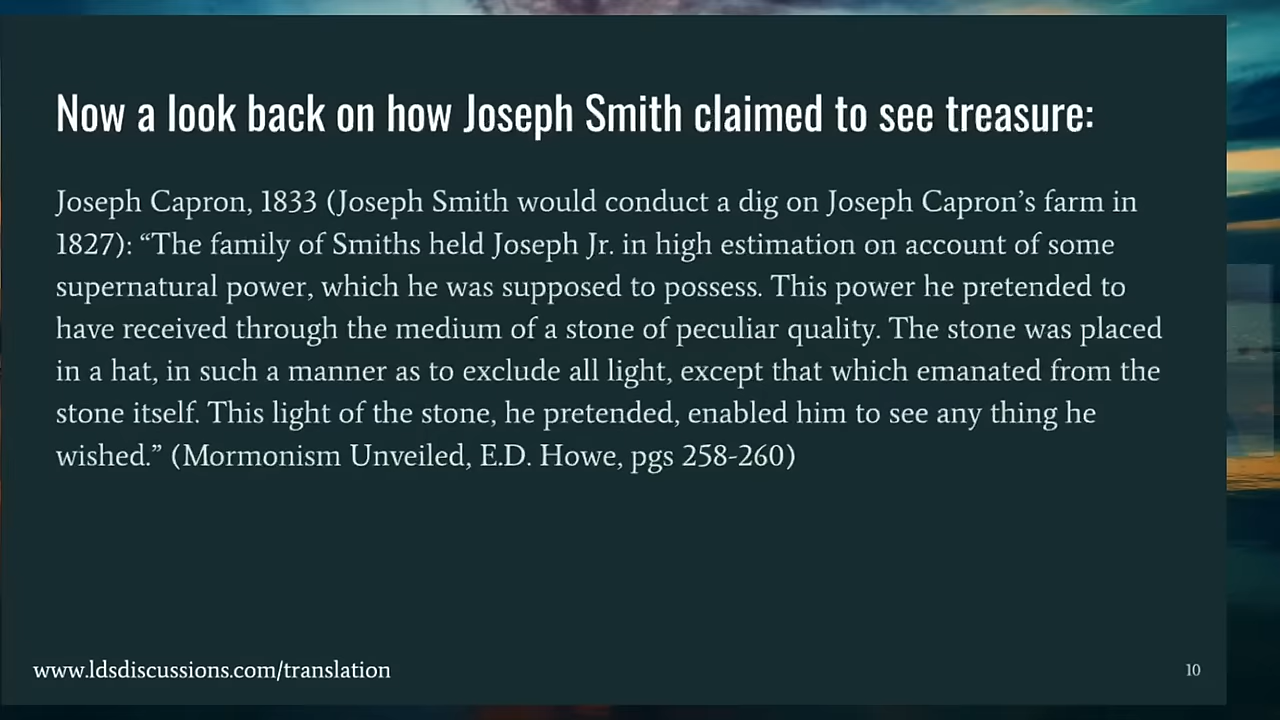 Now a look back on how Joseph Smith claimed to see treasure:
Joseph Capron, 1833 (Joseph Smith would conduct a dig on Joseph Capron’s farm in
1827): “The family of Smiths held Joseph Jr. in high estimation on account of some
supernatural power, which he was supposed to possess. This power he pretended to
have received through the medium of a stone of peculiar quality. The stone was placed
in a hat, in such a manner as to exclude all light, except that which emanated from the
stone itself. This light of the stone, he pretended, enabled him to see any thing he
wished.” (Mormonism Unveiled, E.D. Howe, pgs 258-260)
www.ldsdiscussions.com/translation
10